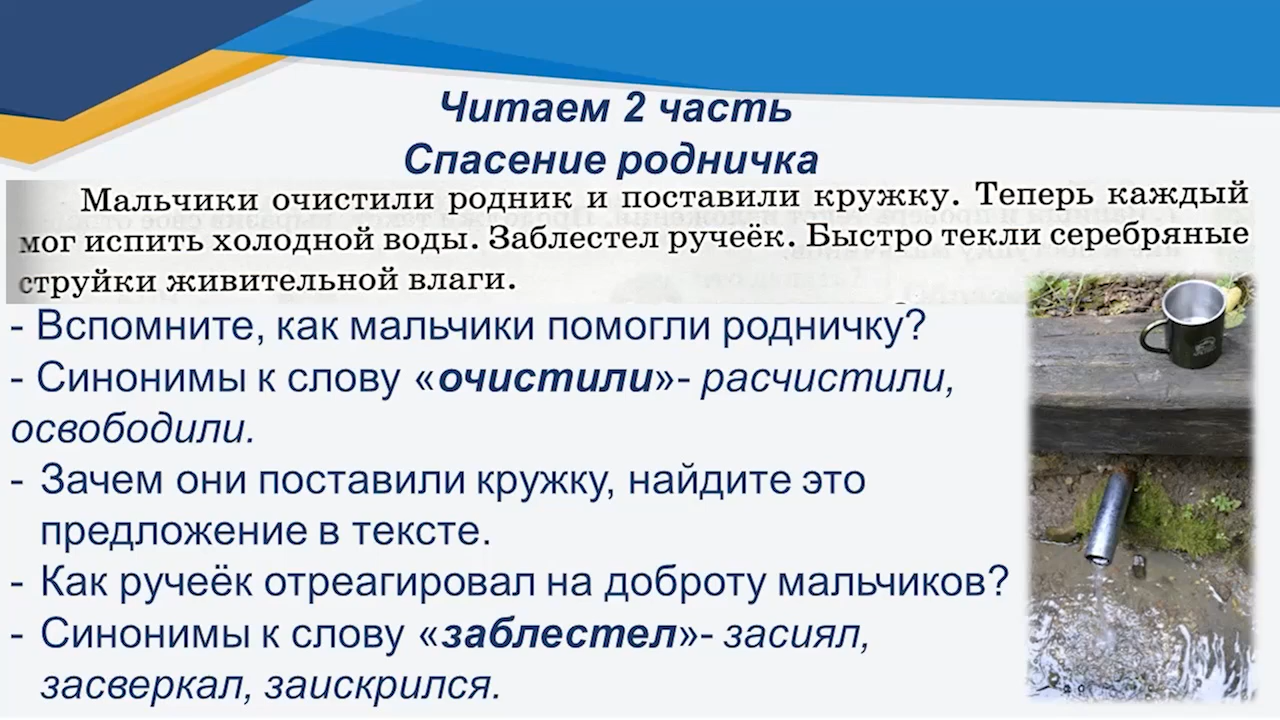 Читаем 2 часть
Спасение родничка
Мальчики очистили родник и поставили кружку. Теперь каждый
мог испить холодной воды. Заблестел ручеёк. Быстро текли серебряные
струйки живительной влаги.
- Вспомните, как мальчики помогли родничку?
- Синонимы к слову «очистили»- расчистили,
освободили.
- Зачем они поставили кружку, найдите это
предложение в тексте.
- Как ручеёк отреагировал на доброту мальчиков?
- Синонимы к слову «заблестел»- засиял,
засверкал, заискрился.